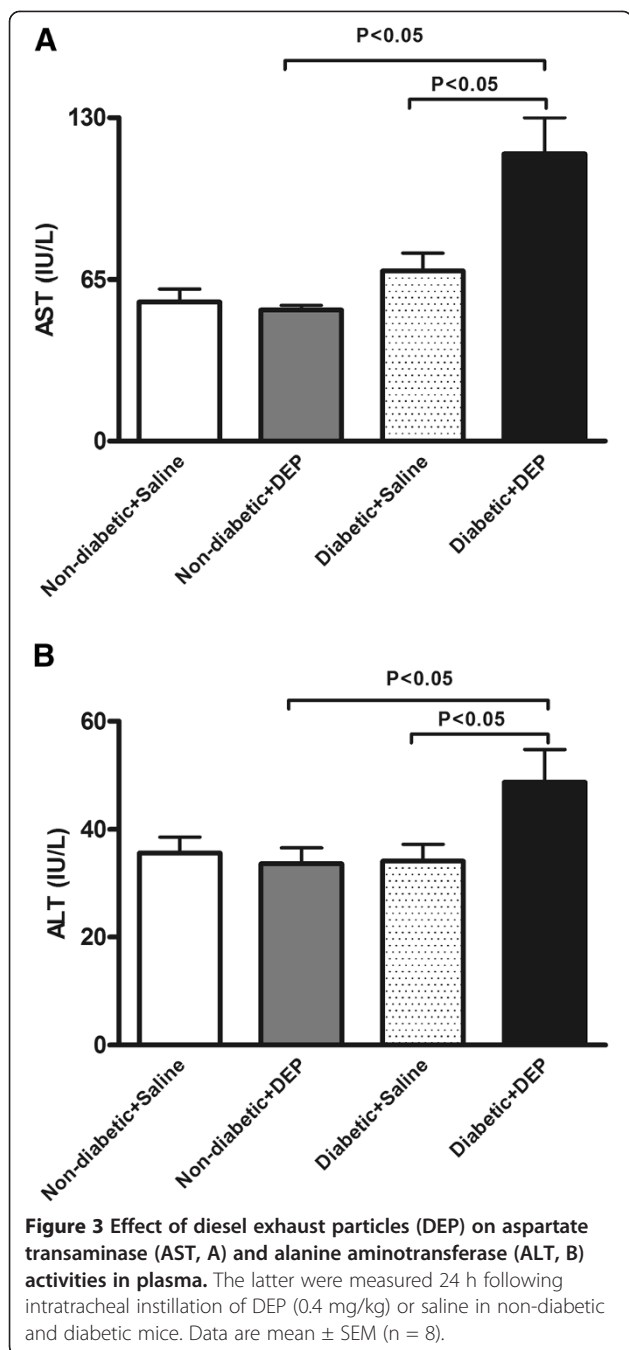 A
P<0.05
P<0.05
130
65
0
AST (IU/L)
Non-diabetic+Saline
Non-diabetic+DEP
Diabetic+Saline
Diabetic+DEP
B
P<0.05
P<0.05
60
40
20
0
ALT (IU/L)
Non-diabetic+Saline
Non-diabetic+DEP
Diabetic+Saline
Diabetic+DEP
Figure 3 Effect of diesel exhaust particles (DEP) on aspartate
transaminase (AST, A) and alanine aminotransferase (ALT, B)
activities in plasma. The latter were measured 24 h following
intratracheal instillation of DEP (0.4 mg/kg) or saline in non-diabetic
and diabetic mice. Data are mean ± SEM (n = 8).